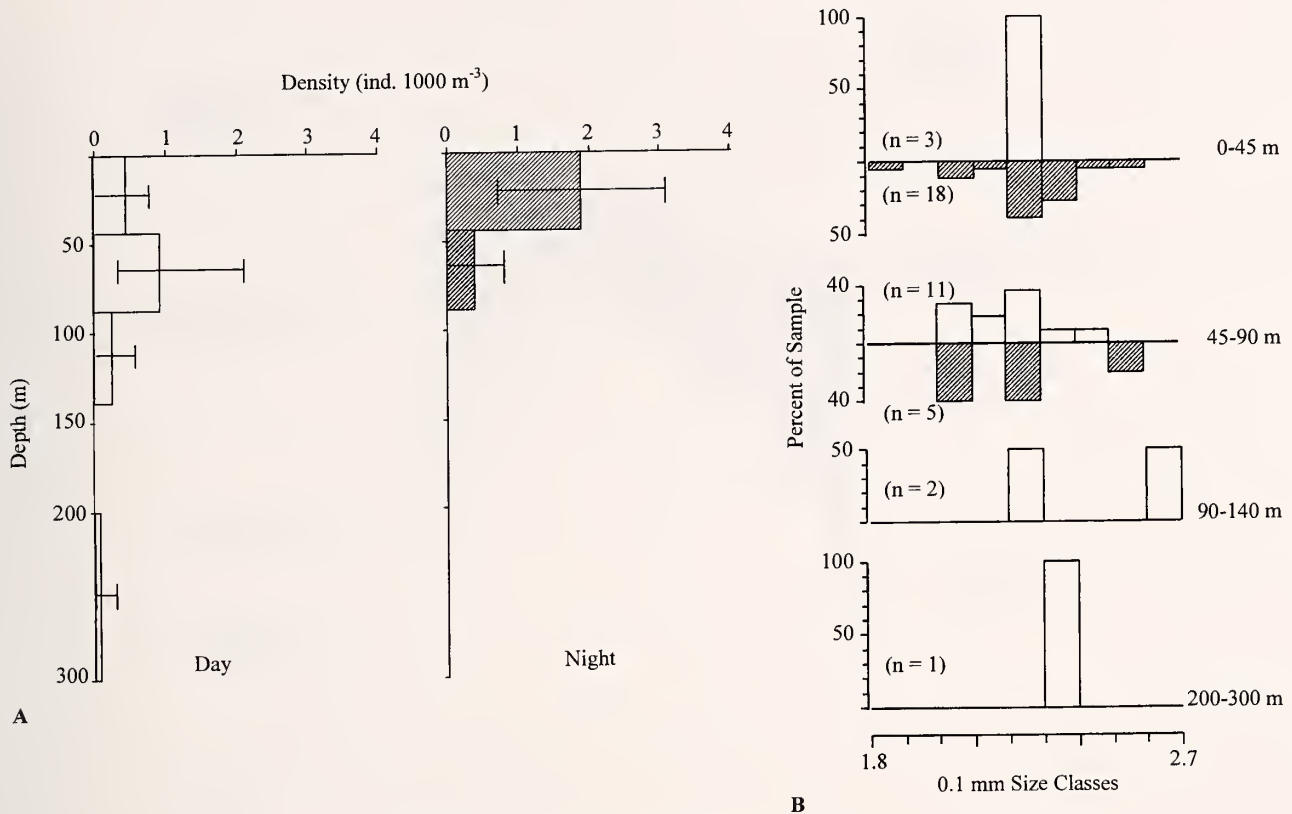 Density (ind. 1000 m-3)
0 1 2 3 4
0 1 2 3 4
50
100
150
200
300
Depth (m)
Day
Night
A
100
50
(n = 3)
(n = 18)
50
0-45 m
40
(n = 11)
45-90 m
40
(n = 5)
Percent of Sample
50
(n = 2)
90-140 m
100
50
(n = 1)
200-300 m
1.8
2.7
0.1 mm Size Classes
B